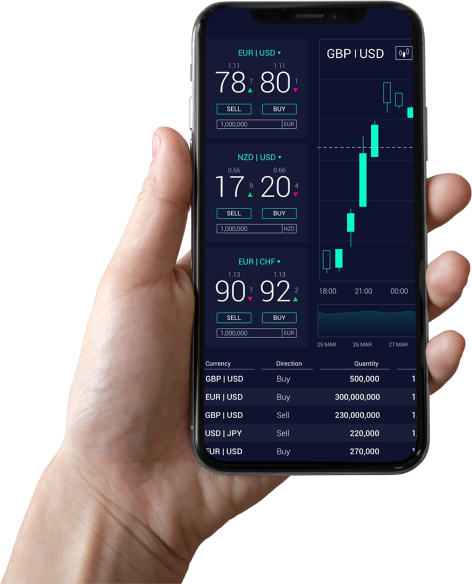 EUR | USD
1.11 1.11
78 7 80 1
SELL BUY
1,000,000 EUR
NZD | USD
0.66 0.66
17 9 20 4
SELL BUY
1,000,000 NZD
EUR | CHF
1.13 1.13
90 7 92 2
SELL BUY
1,000,000 EUR
GBP | USD
18:00 21:00 00:00
25 MAR 26 MAR 27 MAR
Currency Direction Quantity
GBP | USD Buy 500,000 1
EUR | USD Buy 300,000,000 1.
GBP | USD Sell 230,000,000 1.
USD | JPY Sell 220,000 1.
EUR | USD Buy 270,000 1.